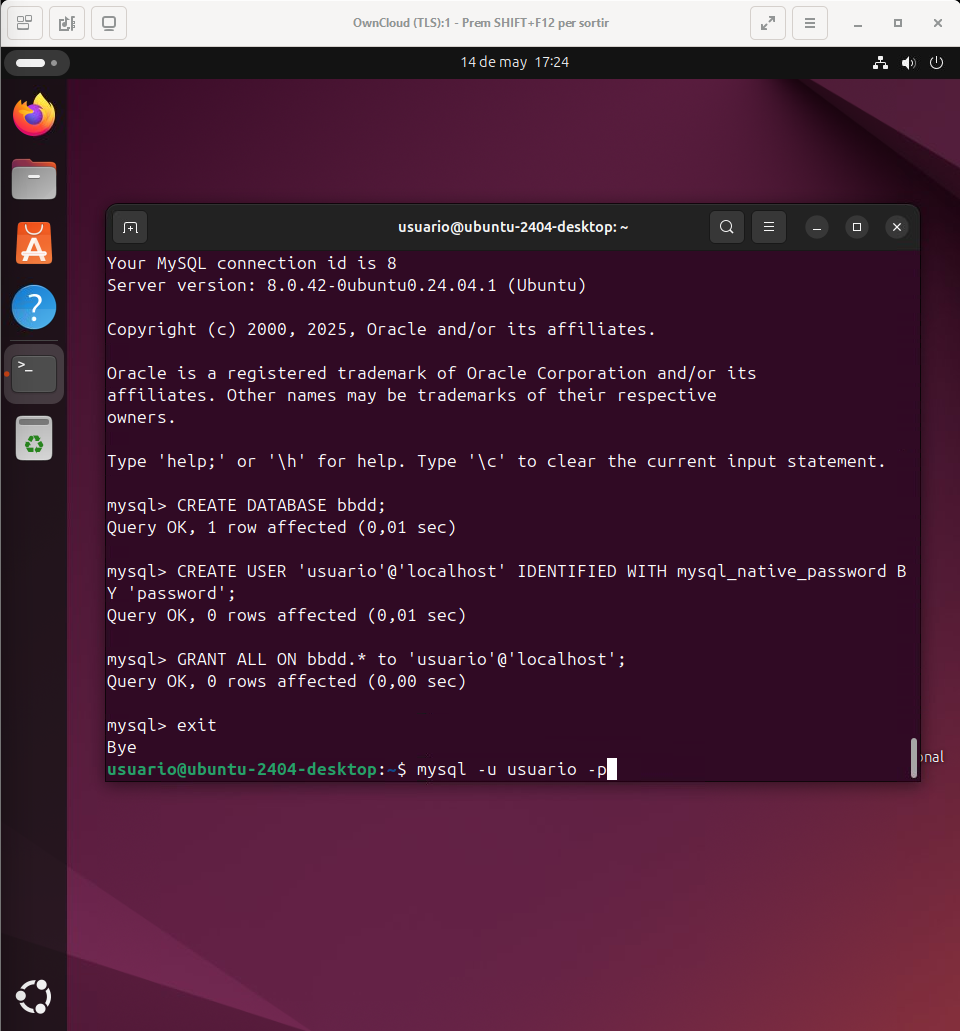 OwnCloud (TLS):1 - Prem SHIFT+F12 per sortir
14 de may 17:24
usuario@ubuntu-2404-desktop: ~
Your MySQL connection id is 8
Server version: 8.0.42-0ubuntu0.24.04.1 (Ubuntu)
Copyright (c) 2000, 2025, Oracle and/or its affiliates.
Oracle is a registered trademark of Oracle Corporation and/or its
affiliates. Other names may be trademarks of their respective
owners.
Type 'help;' or '\h' for help. Type '\c' to clear the current input statement.
mysql> CREATE DATABASE bbdd;
Query OK, 1 row affected (0,01 sec)
mysql> CREATE USER 'usuario'@'localhost' IDENTIFIED WITH mysql_native_password B
Y 'password';
Query OK, 0 rows affected (0,01 sec)
mysql> GRANT ALL ON bbdd.* to 'usuario'@'localhost';
Query OK, 0 rows affected (0,00 sec)
mysql> exit
Bye
usuario@ubuntu-2404-desktop:~$ mysql -u usuario -p